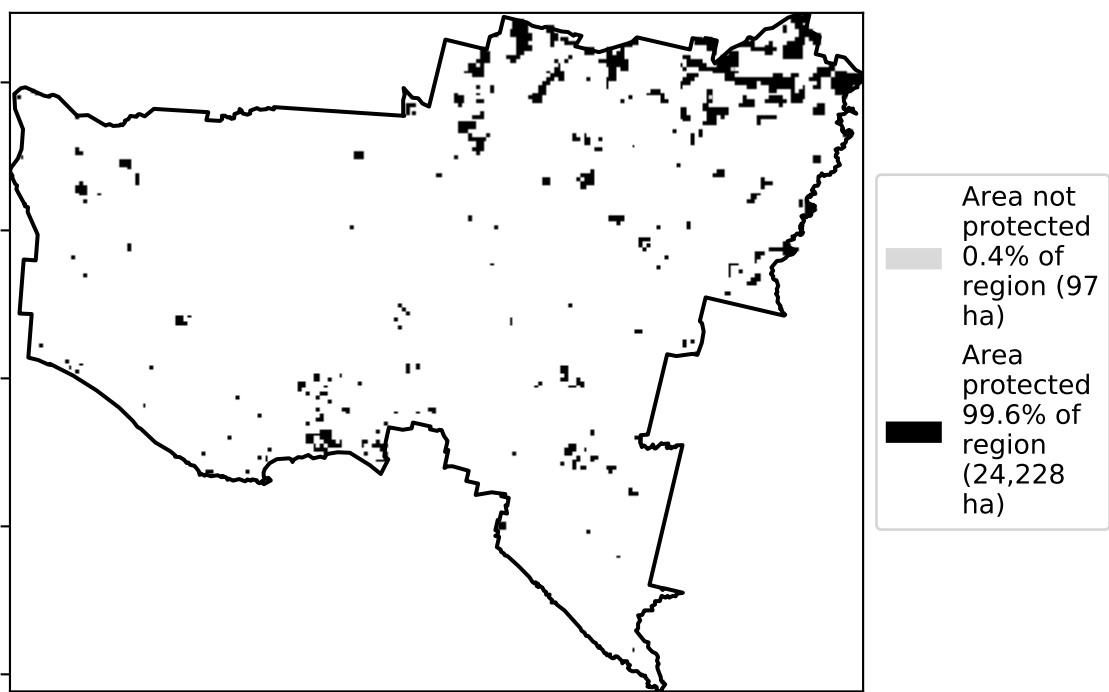 Area not
protected
0.4% of
region (97
ha)
Area
protected
99.6% of
region
(24,228
ha)